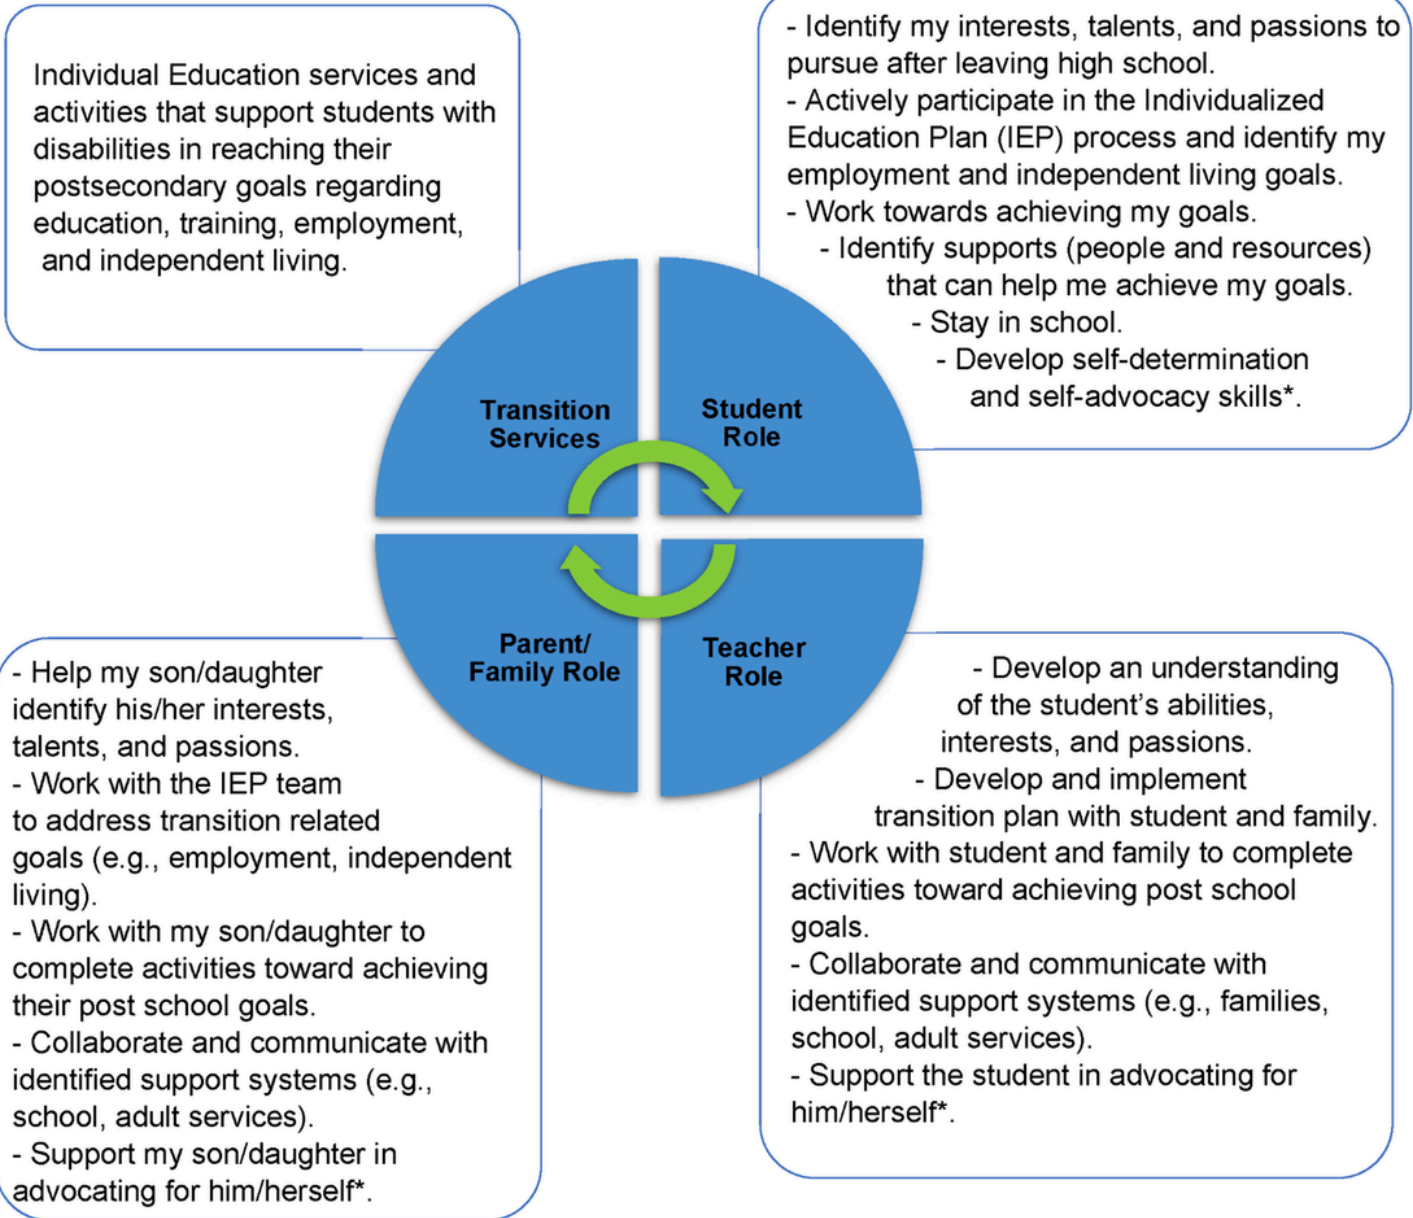 Individual Education services and
activities that support students with
disabilities in reaching their
postsecondary goals regarding
education, training, employment,
and independent living.
- Identify my interests, talents, and passions to
pursue after leaving high school.
- Actively participate in the Individualized
Education Plan (IEP) process and identify my
employment and independent living goals.
- Work towards achieving my goals.
- Identify supports (people and resources)
that can help me achieve my goals.
- Stay in school.
- Develop self-determination
and self-advocacy skills*.
Transition
Services
Student
Role
Parent/
Family Role
Teacher
Role
- Help my son/daughter
identify his/her interests,
talents, and passions.
- Work with the IEP team
to address transition related
goals (e.g., employment, independent
living).
- Work with my son/daughter to
complete activities toward achieving
their post school goals.
- Collaborate and communicate with
identified support systems (e.g.,
school, adult services).
- Support my son/daughter in
advocating for him/herself*.
- Develop an understanding
of the student’s abilities,
interests, and passions.
- Develop and implement
transition plan with student and family.
- Work with student and family to complete
activities toward achieving post school
goals.
- Collaborate and communicate with
identified support systems (e.g., families,
school, adult services).
- Support the student in advocating for
him/herself*.